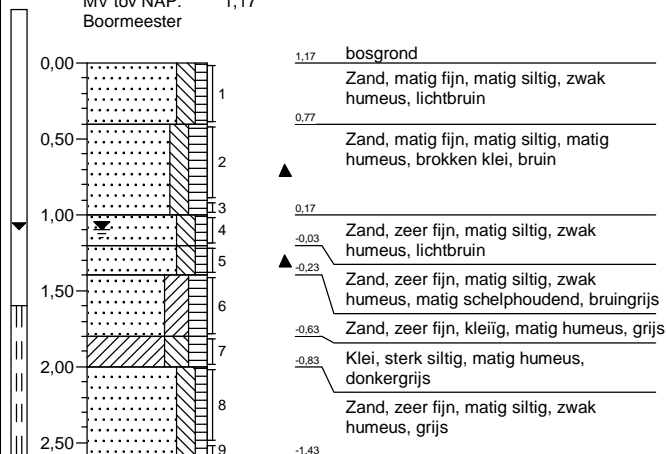 MV tov NAP: 1,17
Boormeester
0,00
0,50
1,00
1,50
2,00
2,50
1
2
3
4
5
6
7
8
9
1,17 bosgrond
Zand, matig fijn, matig siltig, zwak
humeus, lichtbruin
0,77
Zand, matig fijn, matig siltig, matig
humeus, brokken klei, bruin
0,17
Zand, zeer fijn, matig siltig, zwak
humeus, lichtbruin
-0,03
Zand, zeer fijn, matig siltig, zwak
humeus, matig schelphoudend, bruingrijs
-0,23
Zand, zeer fijn, kleiïg, matig humeus, grijs
-0,63
Klei, sterk siltig, matig humeus,
donkergrijs
-0,83
Zand, zeer fijn, matig siltig, zwak
humeus, grijs
-1,43